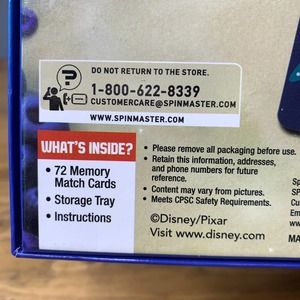 DO NOT RETURN TO THE STORE.
1-800-622-8339
CUSTOMERCARE@SPINMASTER.COM
WWW.SPINMASTER.COM
WHAT'S INSIDE?
• 72 Memory
Match Cards
• Storage Tray
• Instructions
• Please remove all packaging before use.
• Retain this information, addresses,
and phone numbers for future
reference.
• Content may vary from pictures.
• Meets CPSC Safety Requirements.
©Disney/Pixar
Visit www.disney.com